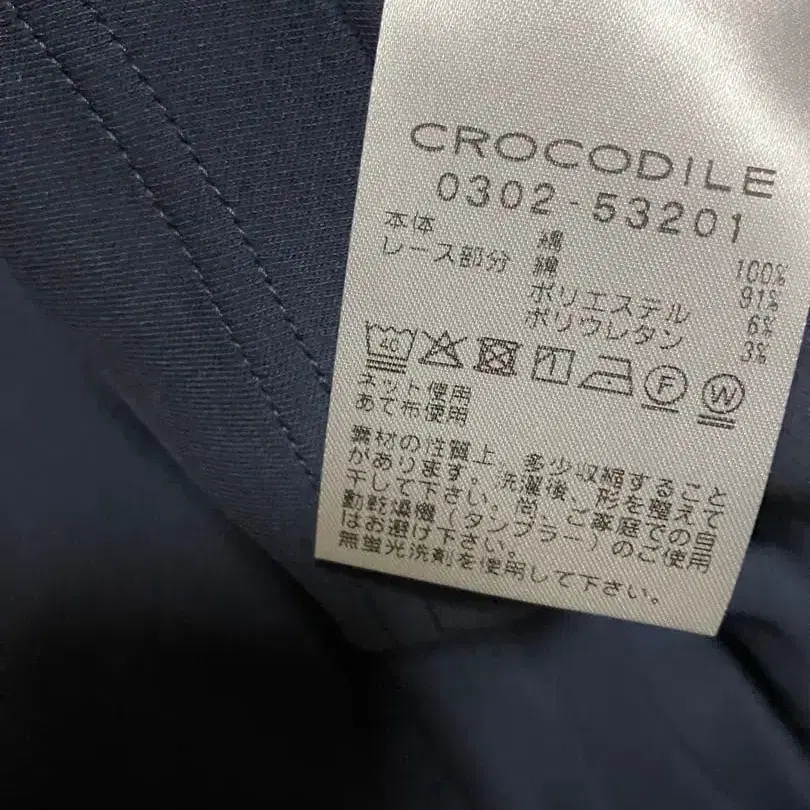 CROCODILE
0302-53201
本体 綿 100%
レース部分 綿 91%
ポリエステル 6%
ポリウレタン 3%
40 F W
ネット使用
あて布使用
素材の性質上、多少収縮すること
があります。洗濯後、形を整えて
干して下さい。尚、ご家庭での自
動乾燥機(タンブラー)のご使用
はお避け下さい。
無蛍光洗剤を使用して下さい。